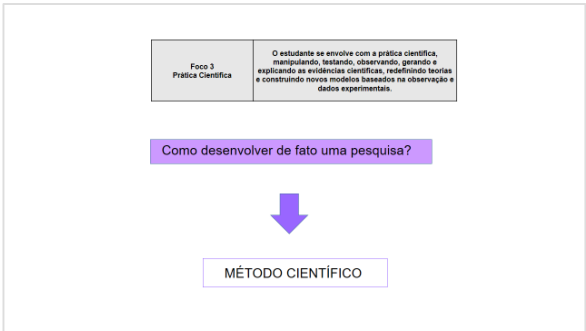 Foco 3
Prática Científica
O estudante se envolve com a prática científica,
manipulando, testando, observando, gerando e
explicando as evidências científicas, redefinindo teorias
e construindo novos modelos baseados na observação e
dados experimentais.
Como desenvolver de fato uma pesquisa?
MÉTODO CIENTÍFICO